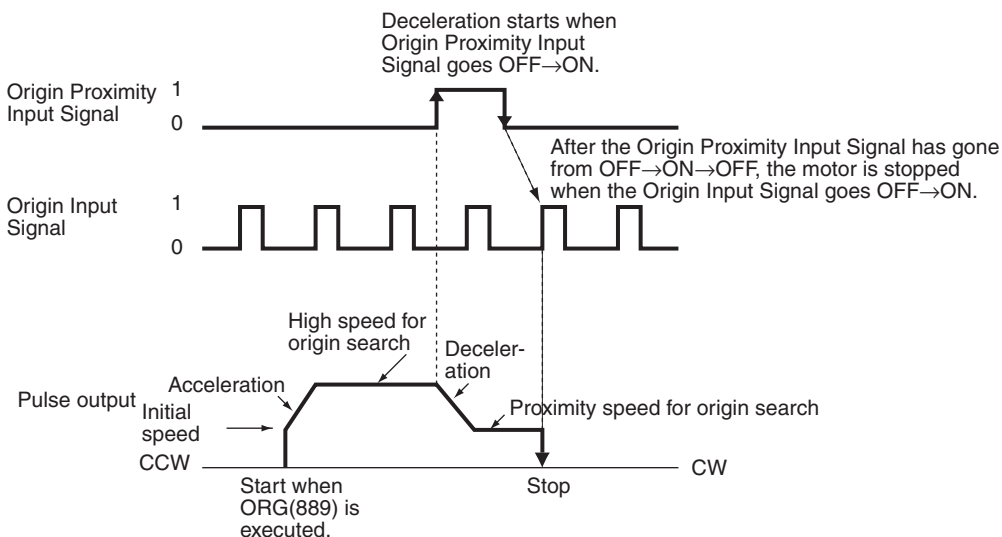 Deceleration starts when
Origin Proximity Input
Signal goes OFF→ON.
Origin Proximity
Input Signal
1
0
After the Origin Proximity Input Signal has gone
from OFF→ON→OFF, the motor is stopped
when the Origin Input Signal goes OFF→ON.
Origin Input
Signal
1
0
High speed for
origin search
Deceler-
ation
Acceleration
Pulse output
Initial
speed
Proximity speed for origin search
CCW
CW
Start when
ORG(889) is
executed.
Stop